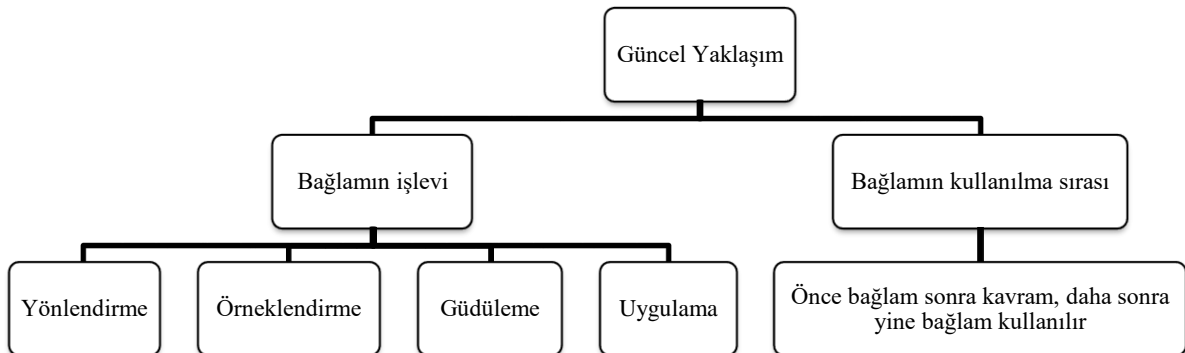 Güncel Yaklaşım
Bağlamın işlevi
Bağlamın kullanılma sırası
Yönlendirme
Örneklendirme
Güdüleme
Uygulama
Önce bağlam sonra kavram, daha sonra
yine bağlam kullanılır